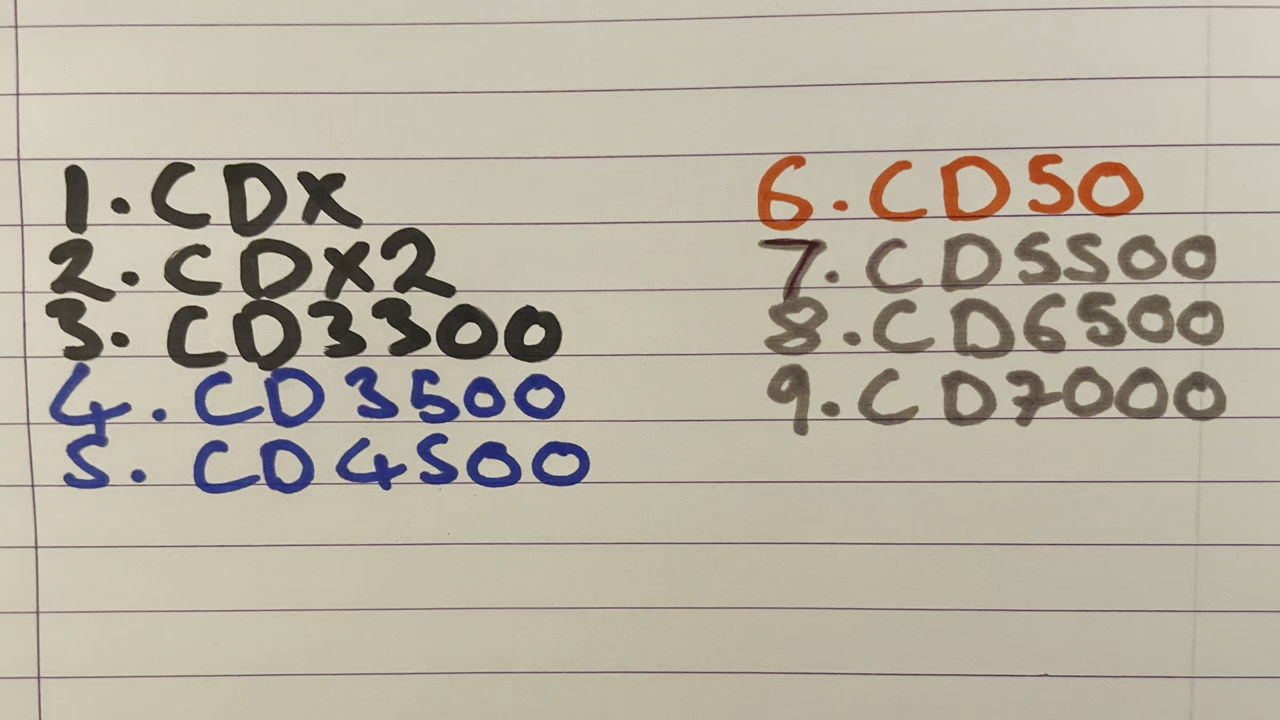 1. CDX
2. CDX2
3. CD3300
4. CD3500
5. CD4500
6. CD50
7. CD5500
8. CD6500
9. CD7000